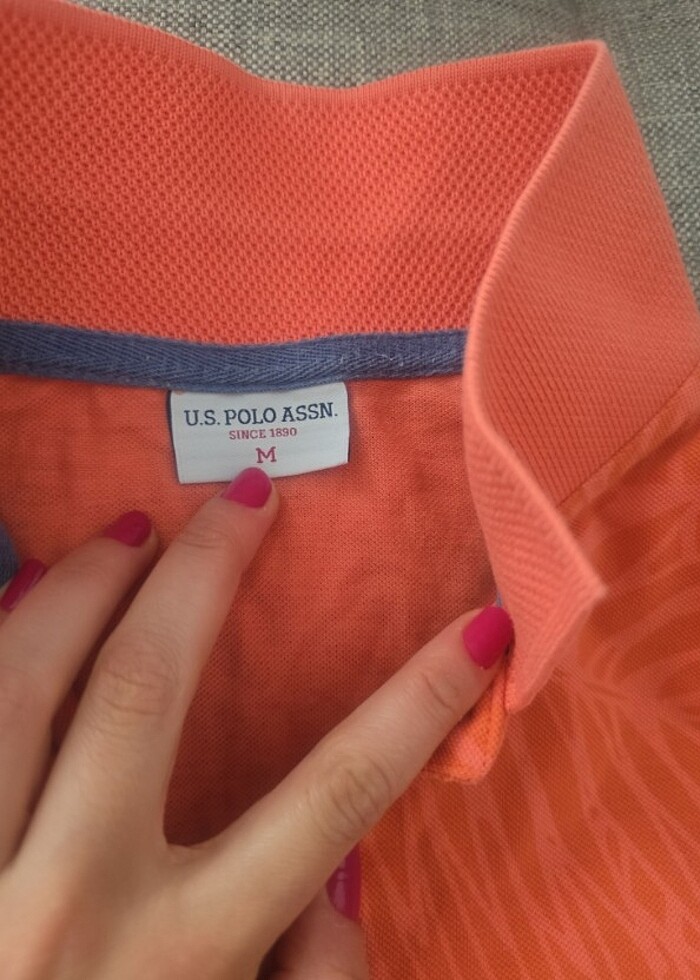 U.S. POLO ASSN.
SINCE 1890
M